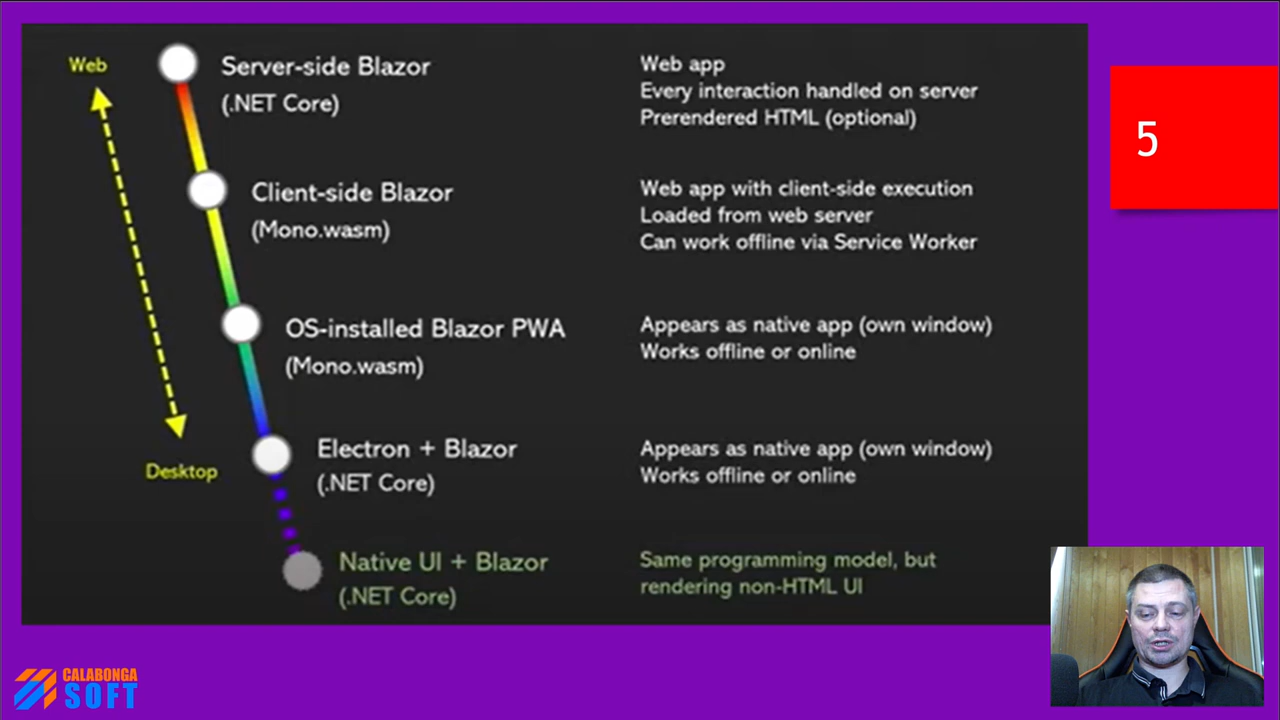 Web
Server-side Blazor
(.NET Core)
Web app
Every interaction handled on server
Prerendered HTML (optional)
5
Client-side Blazor
(Mono.wasm)
Web app with client-side execution
Loaded from web server
Can work offline via Service Worker
OS-installed Blazor PWA
(Mono.wasm)
Appears as native app (own window)
Works offline or online
Desktop
Electron + Blazor
(.NET Core)
Appears as native app (own window)
Works offline or online
Native UI + Blazor
(.NET Core)
Same programming model, but
rendering non-HTML UI
CALABONGA
SOFT